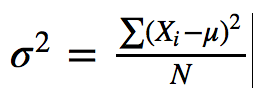 σ² = ∑(Xᵢ−μ)² / N